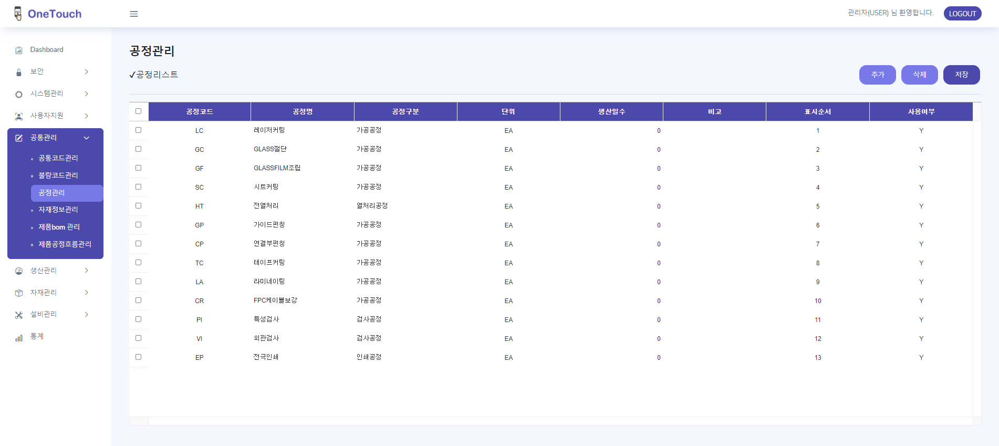 OneTouch
관리자(USER) 님 환영합니다.
LOGOUT
Dashboard
보안
시스템관리
사용자지원
공통관리
공통코드관리
불량코드관리
공정관리
자재정보관리
제품bom 관리
제품공정흐름관리
생산관리
자재관리
설비관리
통계
공정관리
✓공정리스트
추가 삭제 저장
공정코드 공정명 공정구분 단위 생산일수 비고 표시순서 사용여부
LC 레이저커팅 가공공정 EA 0 1 Y
GC GLASS절단 가공공정 EA 0 2 Y
GF GLASSFILM조립 가공공정 EA 0 3 Y
SC 시트커팅 가공공정 EA 0 4 Y
HT 전열처리 열처리공정 EA 0 5 Y
GP 가이드펀칭 가공공정 EA 0 6 Y
CP 연결부펀칭 가공공정 EA 0 7 Y
TC 테이프커팅 가공공정 EA 0 8 Y
LA 라미네이팅 가공공정 EA 0 9 Y
CR FPC케이블보강 가공공정 EA 0 10 Y
PI 특성검사 검사공정 EA 0 11 Y
VI 외관검사 검사공정 EA 0 12 Y
EP 전극인쇄 인쇄공정 EA 0 13 Y